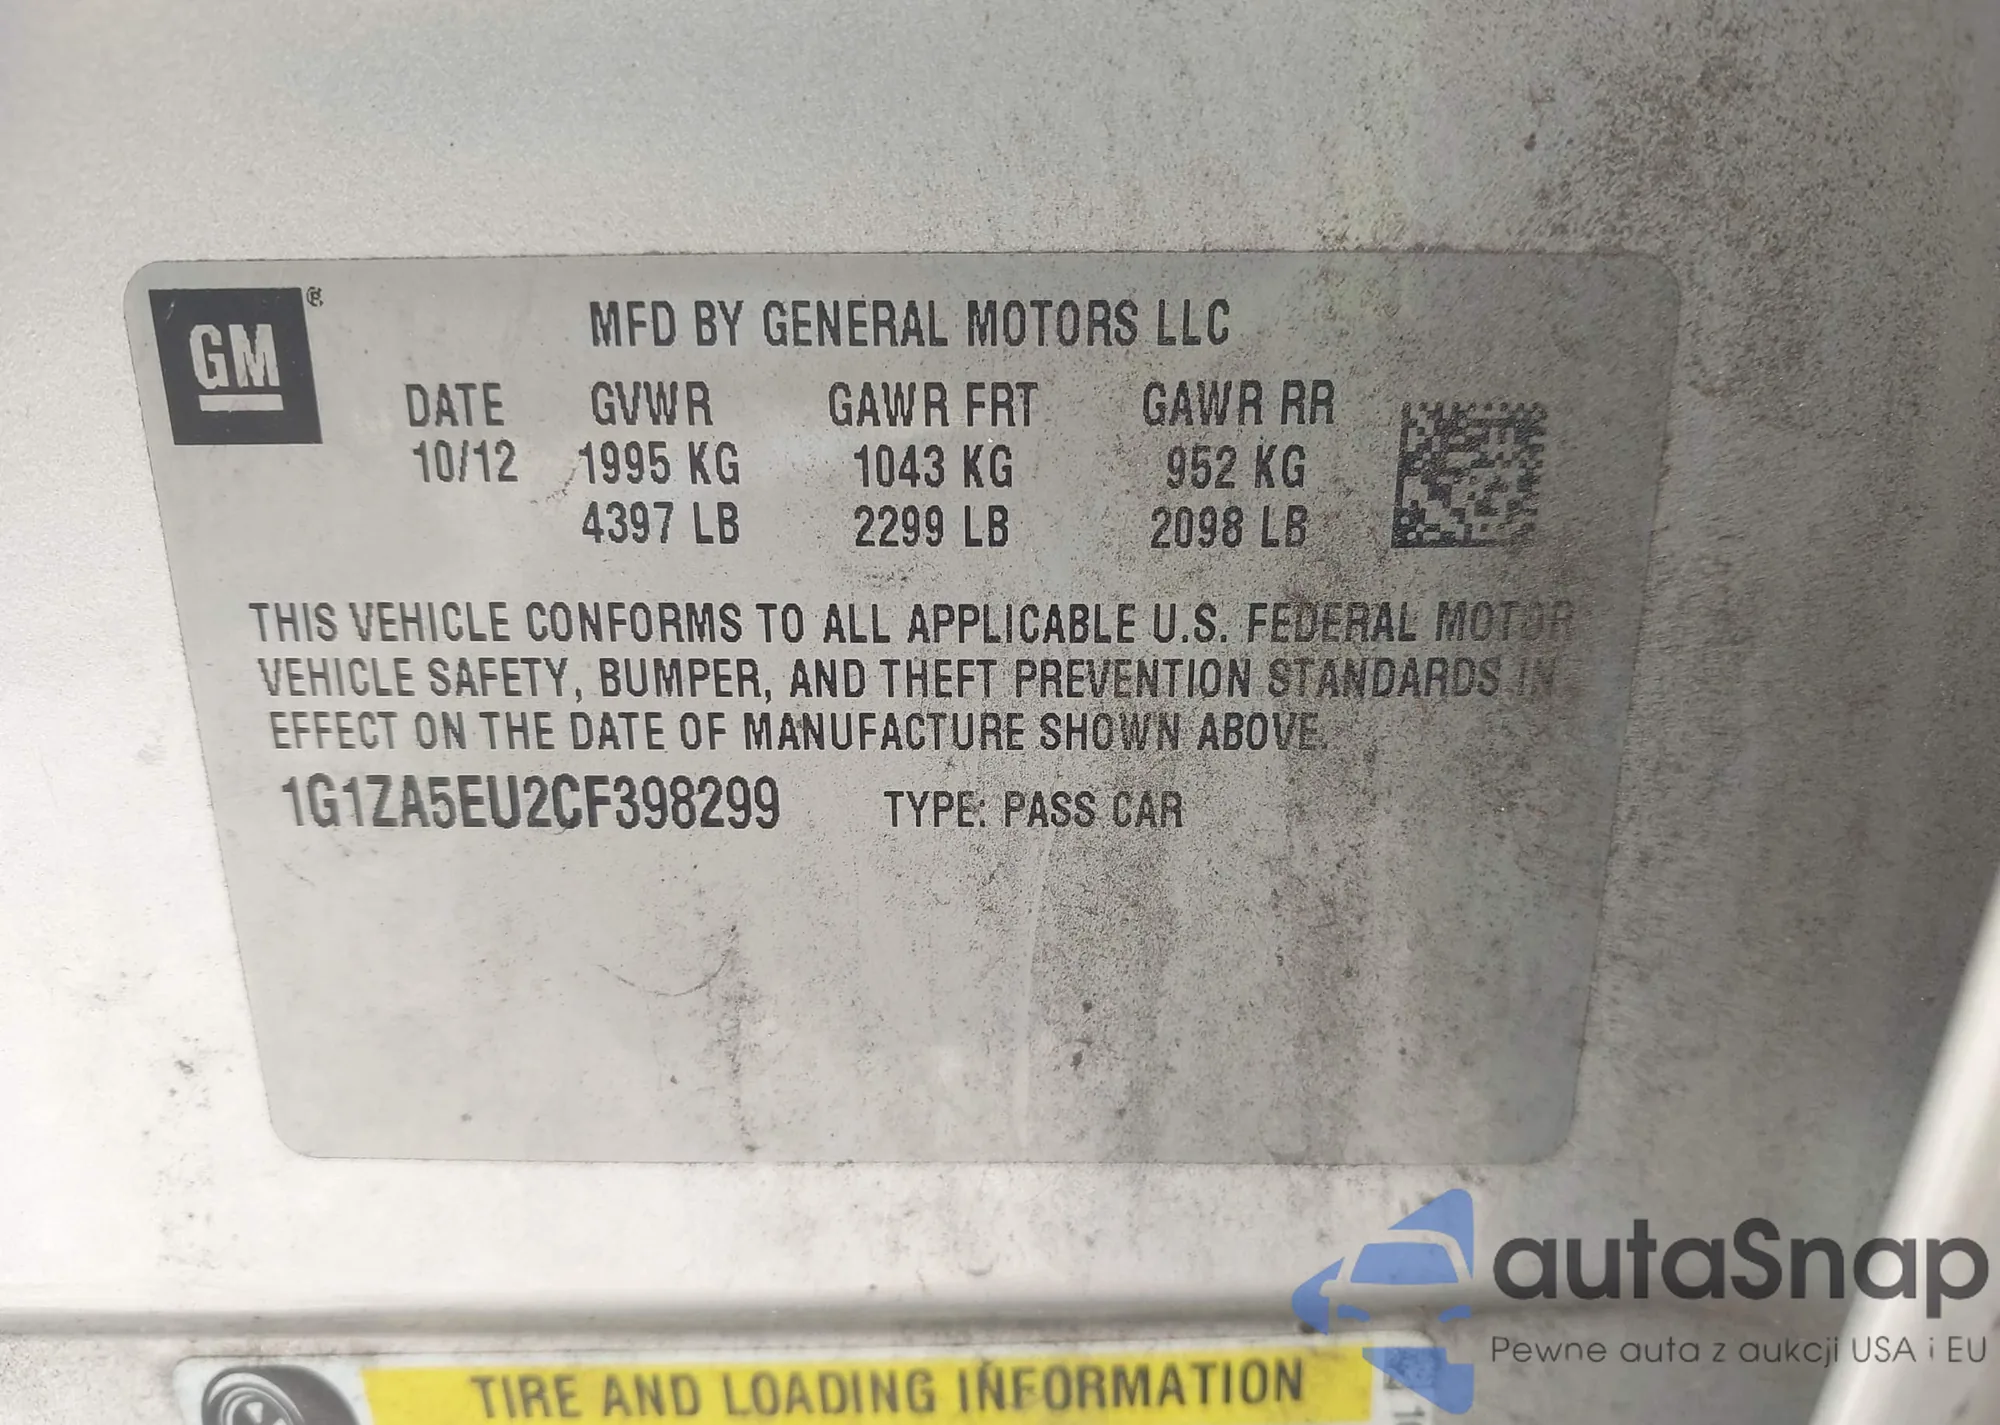 GM ®
MFD BY GENERAL MOTORS LLC
DATE GVWR GAWR FRT GAWR RR
10/12 1995 KG 1043 KG 952 KG
4397 LB 2299 LB 2098 LB
THIS VEHICLE CONFORMS TO ALL APPLICABLE U.S. FEDERAL MOTOR
VEHICLE SAFETY, BUMPER, AND THEFT PREVENTION STANDARDS IN
EFFECT ON THE DATE OF MANUFACTURE SHOWN ABOVE.
1G1ZA5EU2CF398299 TYPE: PASS CAR
autaSnap
Pewne auta z aukcji USA i EU
TIRE AND LOADING INFORMATION